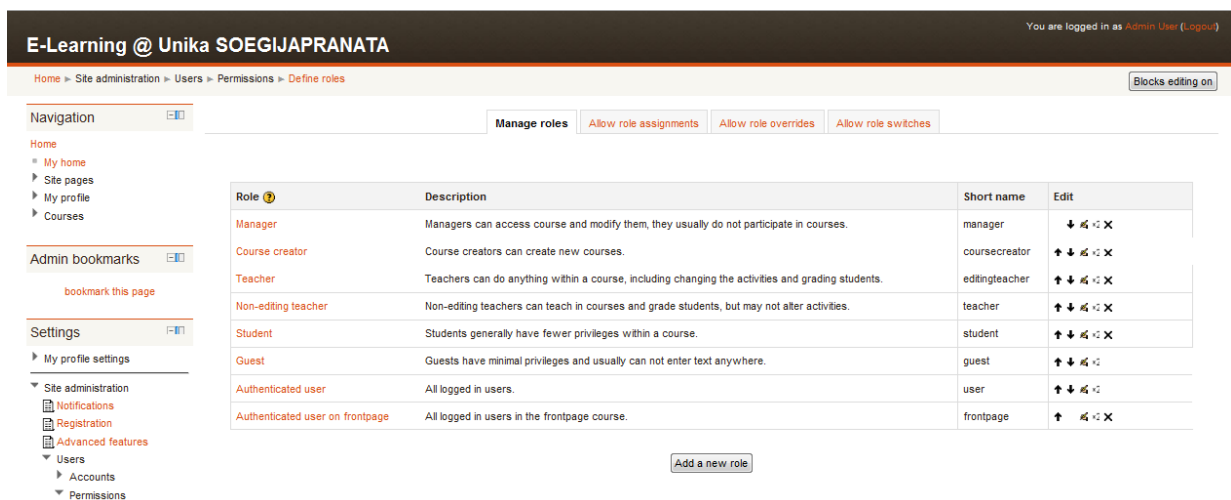 You are logged in as Admin User (Logout)
E-Learning @ Unika SOEGIJAPRANATA
Home ► Site administration ► Users ► Permissions ► Define roles
Blocks editing on
Navigation
Home
My home
Site pages
My profile
Courses
Admin bookmarks
bookmark this page
Settings
My profile settings
Site administration
Notifications
Registration
Advanced features
Users
Accounts
Permissions
Manage roles Allow role assignments Allow role overrides Allow role switches
Role ? Description Short name Edit
Manager Managers can access course and modify them, they usually do not participate in courses. manager
Course creator Course creators can create new courses. coursecreator
Teacher Teachers can do anything within a course, including changing the activities and grading students. editingteacher
Non-editing teacher Non-editing teachers can teach in courses and grade students, but may not alter activities. teacher
Student Students generally have fewer privileges within a course. student
Guest Guests have minimal privileges and usually can not enter text anywhere. guest
Authenticated user All logged in users. user
Authenticated user on frontpage All logged in users in the frontpage course. frontpage
Add a new role